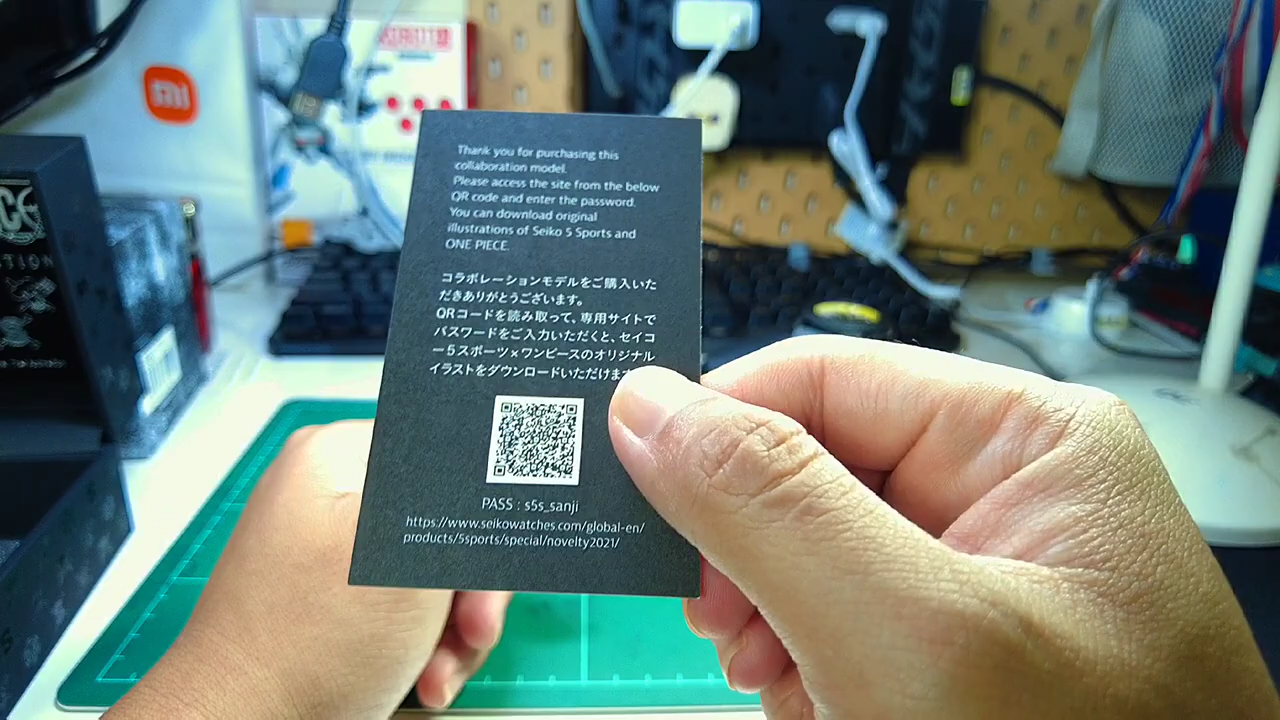 Thank you for purchasing this
collaboration model.
Please access the site from the below
QR code and enter the password.
You can download original
illustrations of Seiko 5 Sports and
ONE PIECE.
コラボレーションモデルをご購入いた
だきありがとうございます。
QRコードを読み取って、専用サイトで
パスワードをご入力いただくと、セイコ
ー5スポーツ×ワンピースのオリジナル
イラストをダウンロードいただけます
PASS : s5s_sanji
https://www.seikowatches.com/global-en/
products/5sports/special/novelty2021/
mi